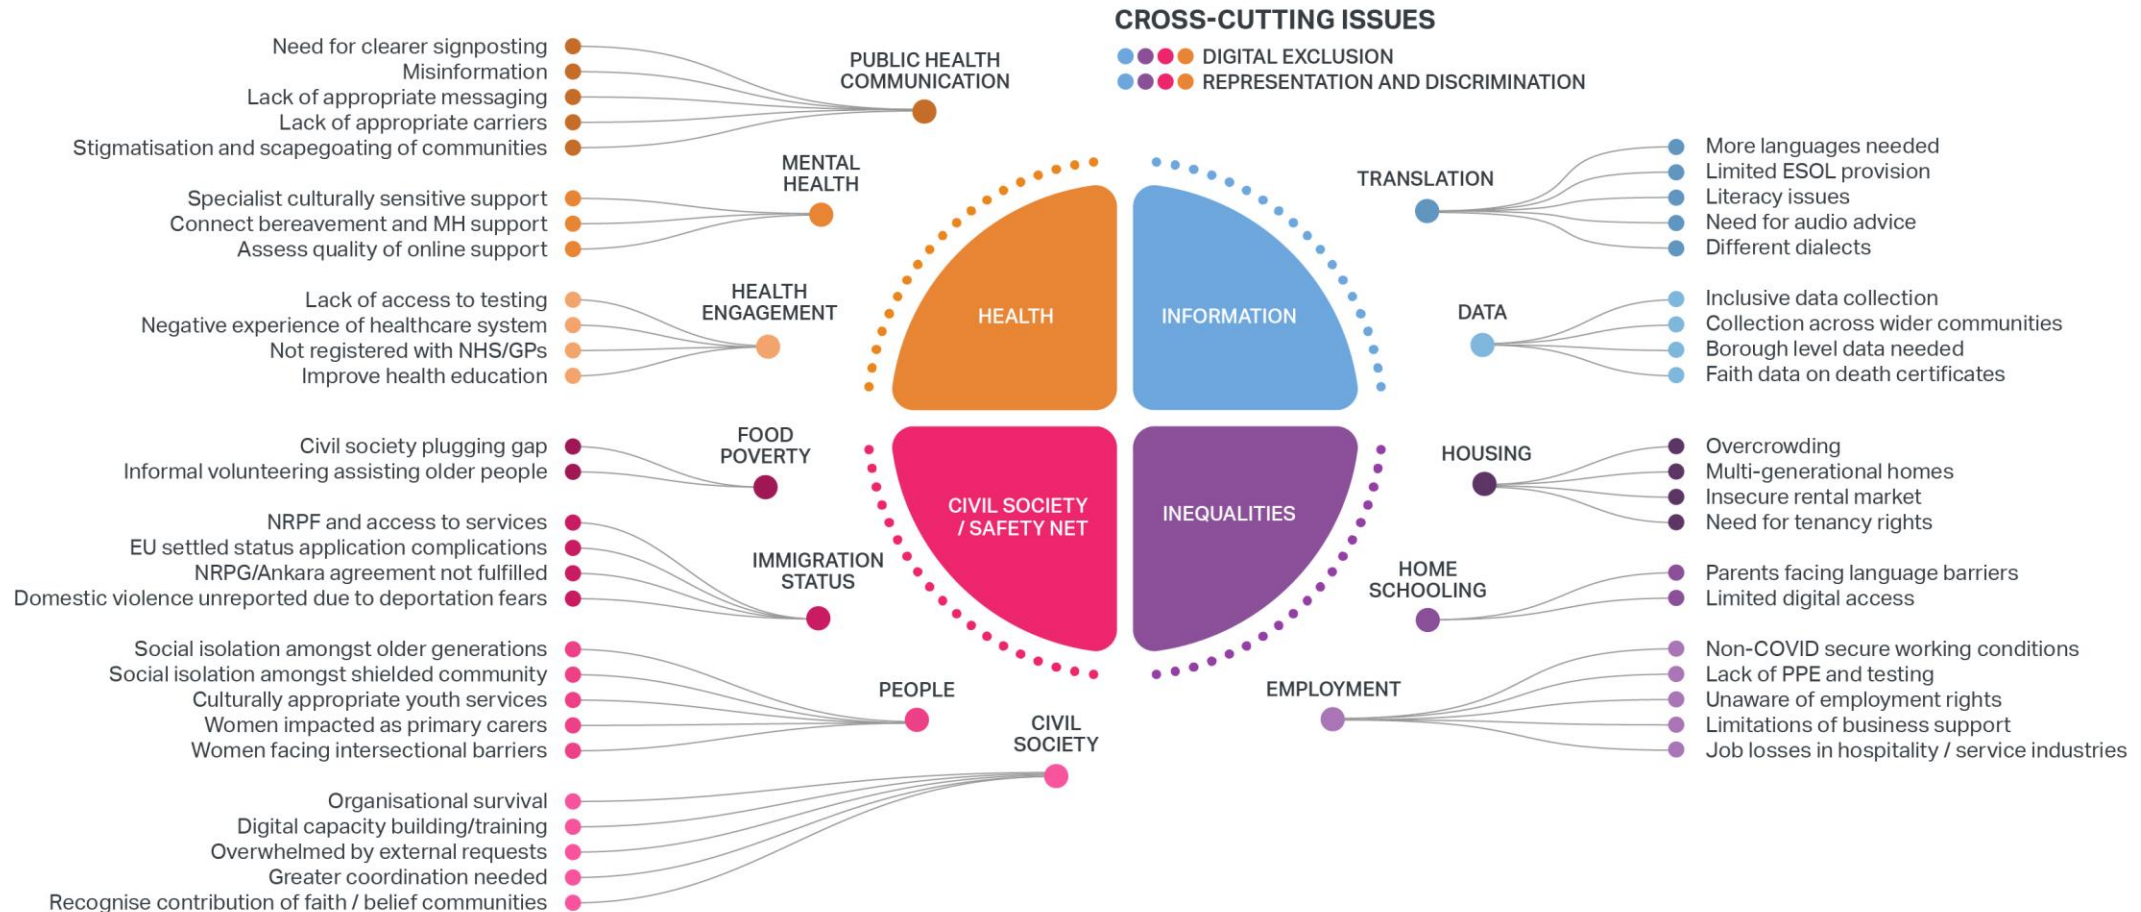 CROSS-CUTTING ISSUES
DIGITAL EXCLUSION
REPRESENTATION AND DISCRIMINATION
PUBLIC HEALTH
COMMUNICATION
Need for clearer signposting
Misinformation
Lack of appropriate messaging
Lack of appropriate carriers
Stigmatisation and scapegoating of communities
MENTAL
HEALTH
Specialist culturally sensitive support
Connect bereavement and MH support
Assess quality of online support
HEALTH
ENGAGEMENT
Lack of access to testing
Negative experience of healthcare system
Not registered with NHS/GPs
Improve health education
FOOD
POVERTY
Civil society plugging gap
Informal volunteering assisting older people
IMMIGRATION
STATUS
NRPF and access to services
EU settled status application complications
NRPG/Ankara agreement not fulfilled
Domestic violence unreported due to deportation fears
PEOPLE
Social isolation amongst older generations
Social isolation amongst shielded community
Culturally appropriate youth services
Women impacted as primary carers
Women facing intersectional barriers
CIVIL
SOCIETY
Organisational survival
Digital capacity building/training
Overwhelmed by external requests
Greater coordination needed
Recognise contribution of faith / belief communities
HEALTH
INFORMATION
CIVIL SOCIETY
/ SAFETY NET
INEQUALITIES
TRANSLATION
More languages needed
Limited ESOL provision
Literacy issues
Need for audio advice
Different dialects
DATA
Inclusive data collection
Collection across wider communities
Borough level data needed
Faith data on death certificates
HOUSING
Overcrowding
Multi-generational homes
Insecure rental market
Need for tenancy rights
HOME
SCHOOLING
Parents facing language barriers
Limited digital access
EMPLOYMENT
Non-COVID secure working conditions
Lack of PPE and testing
Unaware of employment rights
Limitations of business support
Job losses in hospitality / service industries